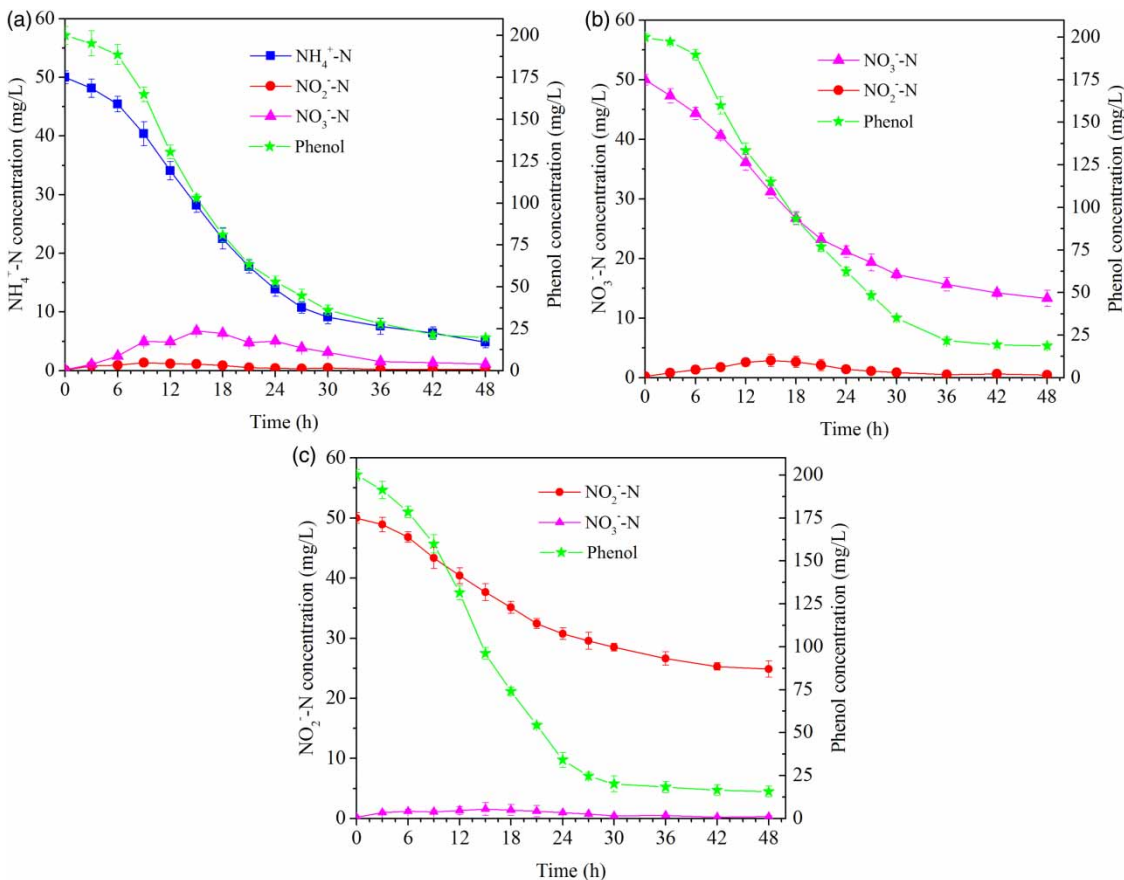 (a)
60
50
40
30
20
10
0
NH₄⁺-N concentration (mg/L)
NH₄⁺-N
NO₂⁻-N
NO₃⁻-N
Phenol
200
175
150
125
100
75
50
25
0
Phenol concentration (mg/L)
0 6 12 18 24 30 36 42 48
Time (h)
(b)
60
50
40
30
20
10
0
NO₃⁻-N concentration (mg/L)
NO₃⁻-N
NO₂⁻-N
Phenol
200
175
150
125
100
75
50
25
0
Phenol concentration (mg/L)
0 6 12 18 24 30 36 42 48
Time (h)
(c)
60
50
40
30
20
10
0
NO₂⁻-N concentration (mg/L)
NO₂⁻-N
NO₃⁻-N
Phenol
200
175
150
125
100
75
50
25
0
Phenol concentration (mg/L)
0 6 12 18 24 30 36 42 48
Time (h)